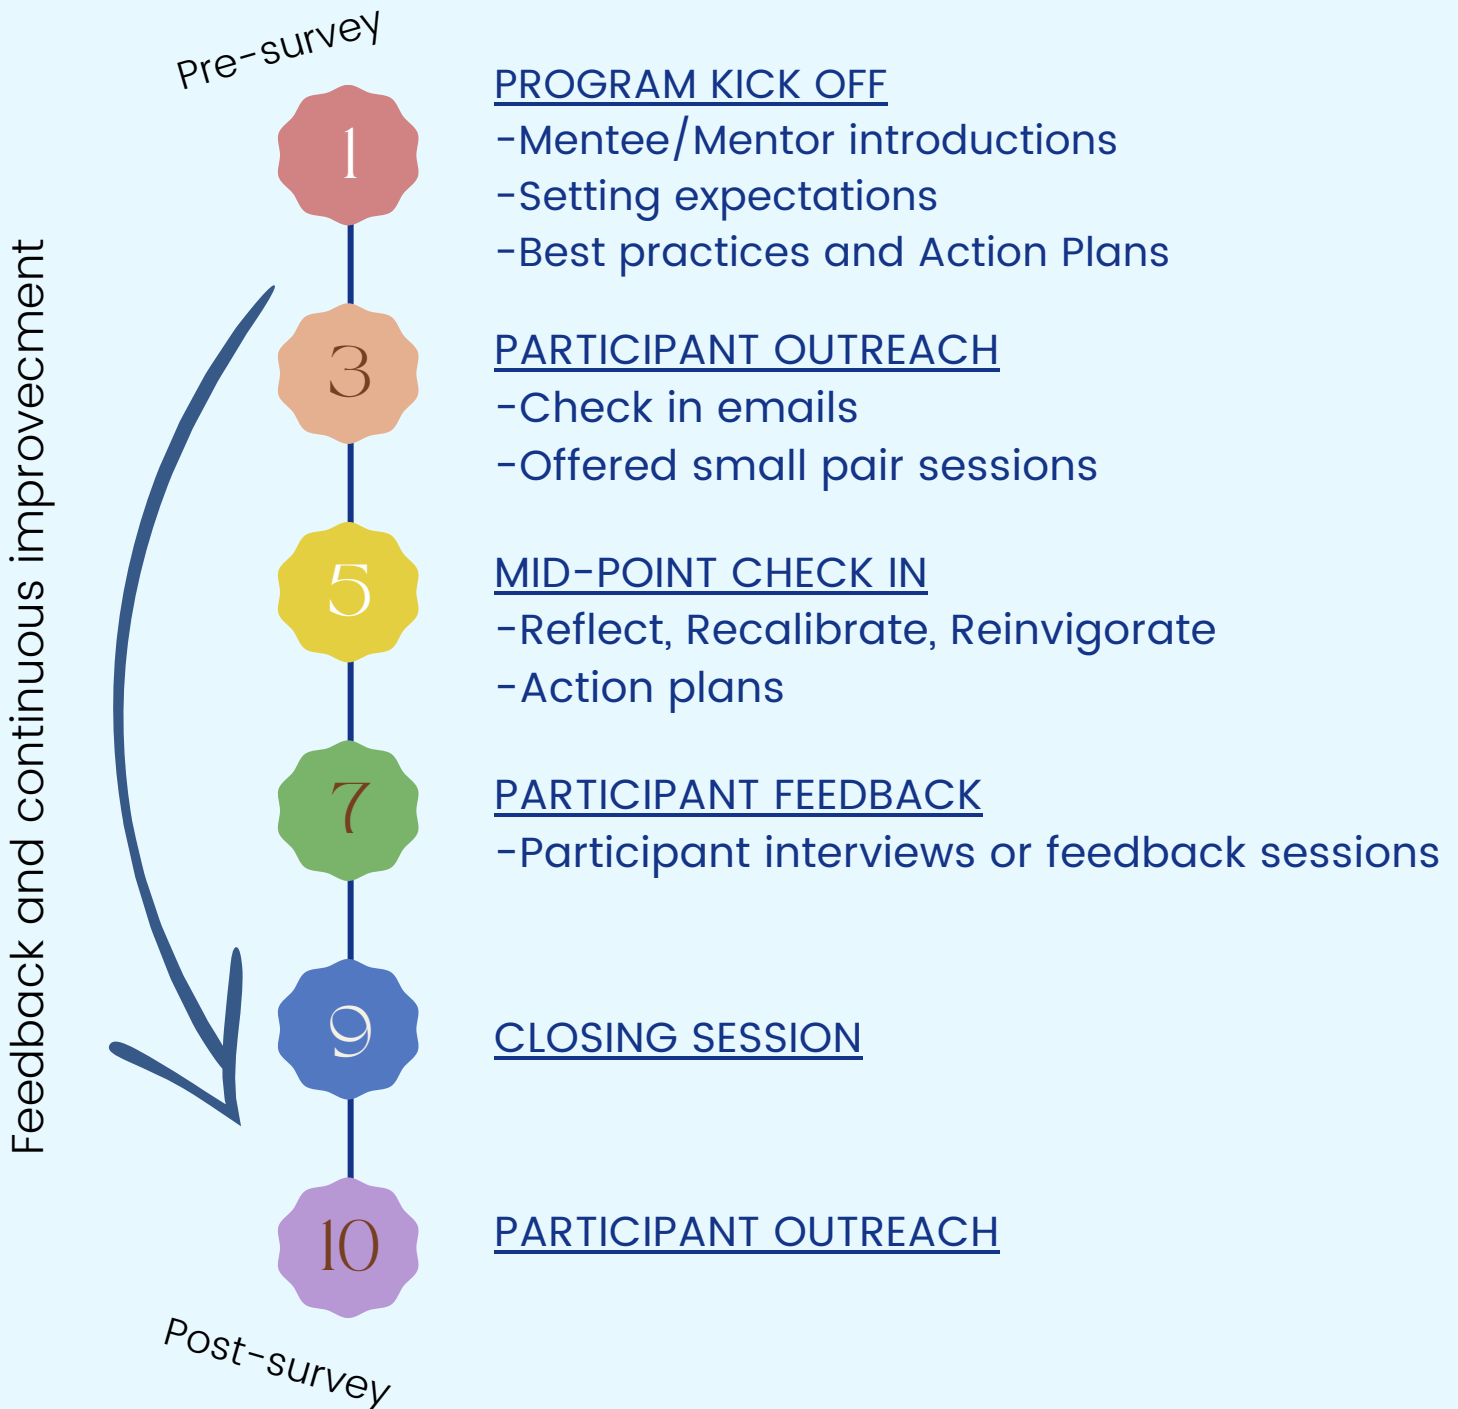 Pre-survey
1
PROGRAM KICK OFF
-Mentee/Mentor introductions
-Setting expectations
-Best practices and Action Plans
Feedback and continuous improvecment
3
PARTICIPANT OUTREACH
-Check in emails
-Offered small pair sessions
5
MID-POINT CHECK IN
-Reflect, Recalibrate, Reinvigorate
-Action plans
7
PARTICIPANT FEEDBACK
-Participant interviews or feedback sessions
9
CLOSING SESSION
10
PARTICIPANT OUTREACH
Post-survey